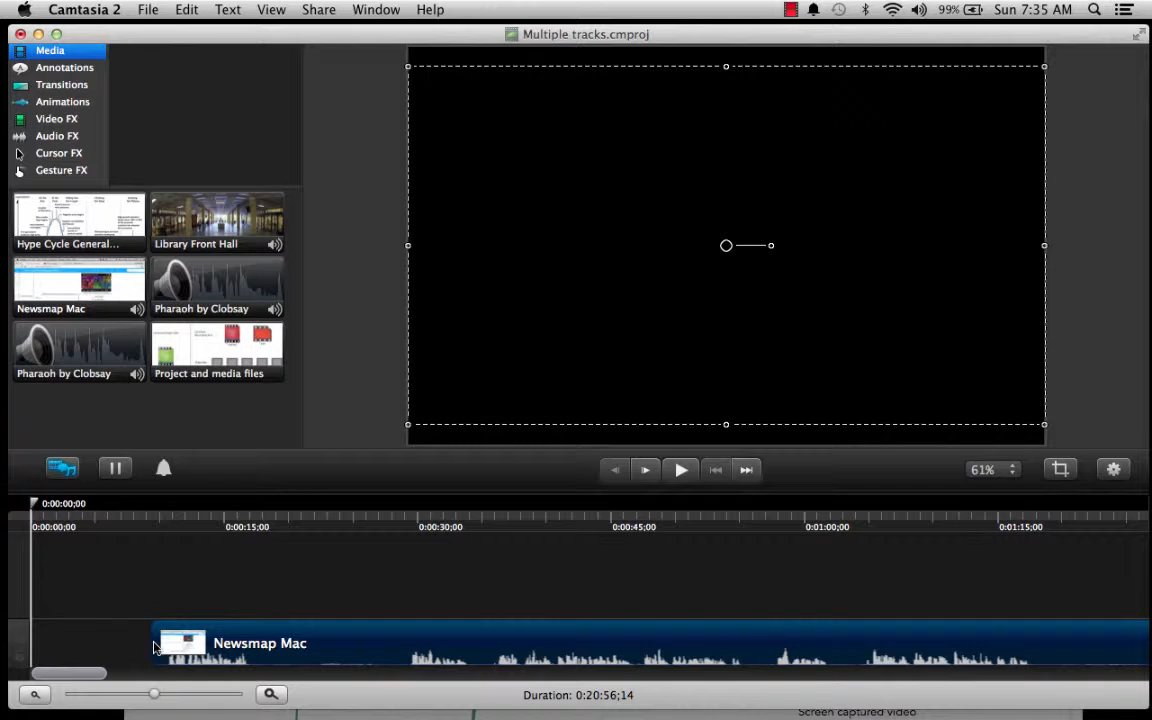 Camtasia 2 File Edit Text View Share Window Help 99% Sun 7:35 AM
Multiple tracks.cmproj
Media
Annotations
Transitions
Animations
Video FX
Audio FX
Cursor FX
Gesture FX
Hype Cycle General... Library Front Hall
Newsmap Mac Pharaoh by Clobsay
Pharaoh by Clobsay Project and media files
61%
0:00:00;00
0:00:00;00 0:00:15;00 0:00:30;00 0:00:45;00 0:01:00;00 0:01:15;00
Newsmap Mac
Duration: 0:20:56;14
Screen captured video